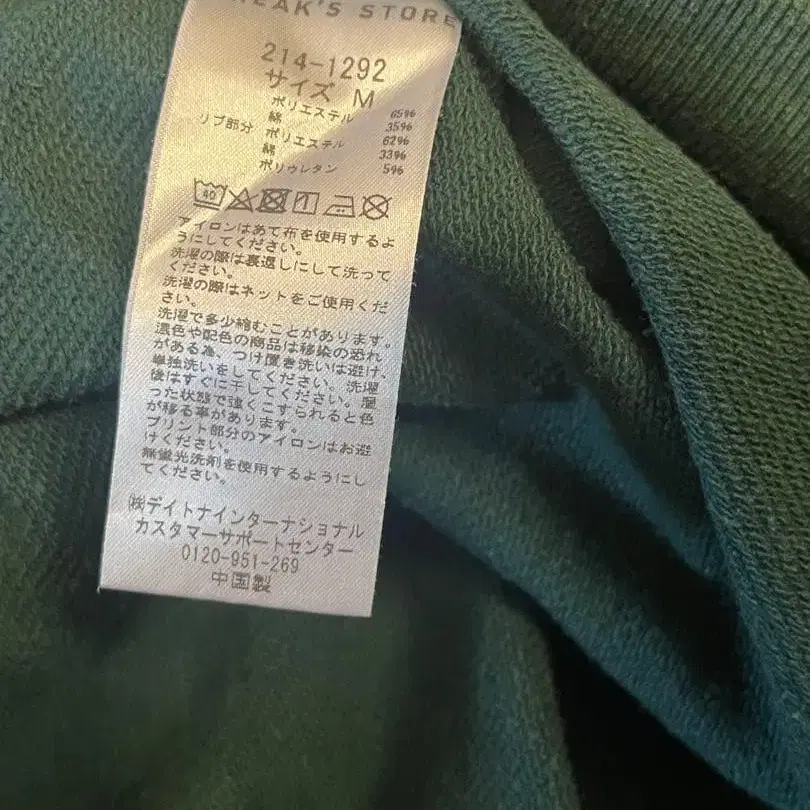 REAK'S STORE
214-1292
サイズ M
ポリエステル 65%
綿 35%
リブ部分 ポリエステル 62%
綿 33%
ポリウレタン 5%
40
アイロンはあて布を使用するよ
うにしてください。
洗濯の際は裏返しにして洗って
ください。
洗濯の際はネットをご使用くだ
さい。
洗濯で多少縮むことがあります。
濃色や配色の商品は移染の恐れ
がある為、つけ置き洗いは避け、
単独洗いをしてください。洗濯
後はすぐに干してください。湿
った状態で強くこすられると色
が移る事があります。
プリント部分のアイロンはお避
けください。
無蛍光洗剤を使用するようにし
てください。
㈱デイトナインターナショナル
カスタマーサポートセンター
0120-951-269
中国製